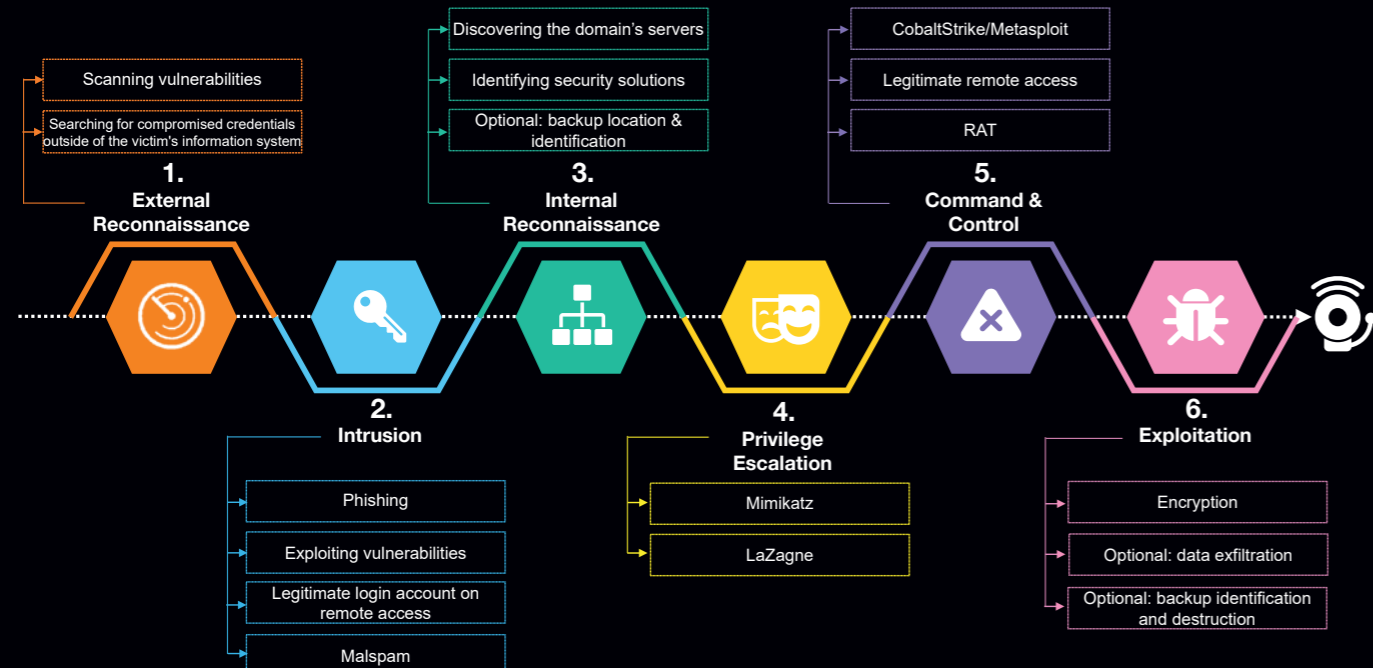 Scanning vulnerabilities
Searching for compromised credentials
outside of the victim's information system
1.
External
Reconnaissance
2.
Intrusion
Phishing
Exploiting vulnerabilities
Legitimate login account on
remote access
Malspam
Discovering the domain's servers
Identifying security solutions
Optional: backup location &
identification
3.
Internal
Reconnaissance
4.
Privilege
Escalation
Mimikatz
LaZagne
CobaltStrike/Metasploit
Legitimate remote access
RAT
5.
Command &
Control
6.
Exploitation
Encryption
Optional: data exfiltration
Optional: backup identification
and destruction